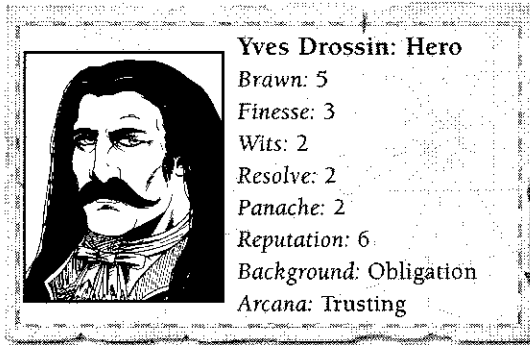 Yves Drossin: Hero
Brawn: 5
Finesse: 3
Wits: 2
Resolve: 2
Panache: 2
Reputation: 6
Background: Obligation
Arcana: Trusting